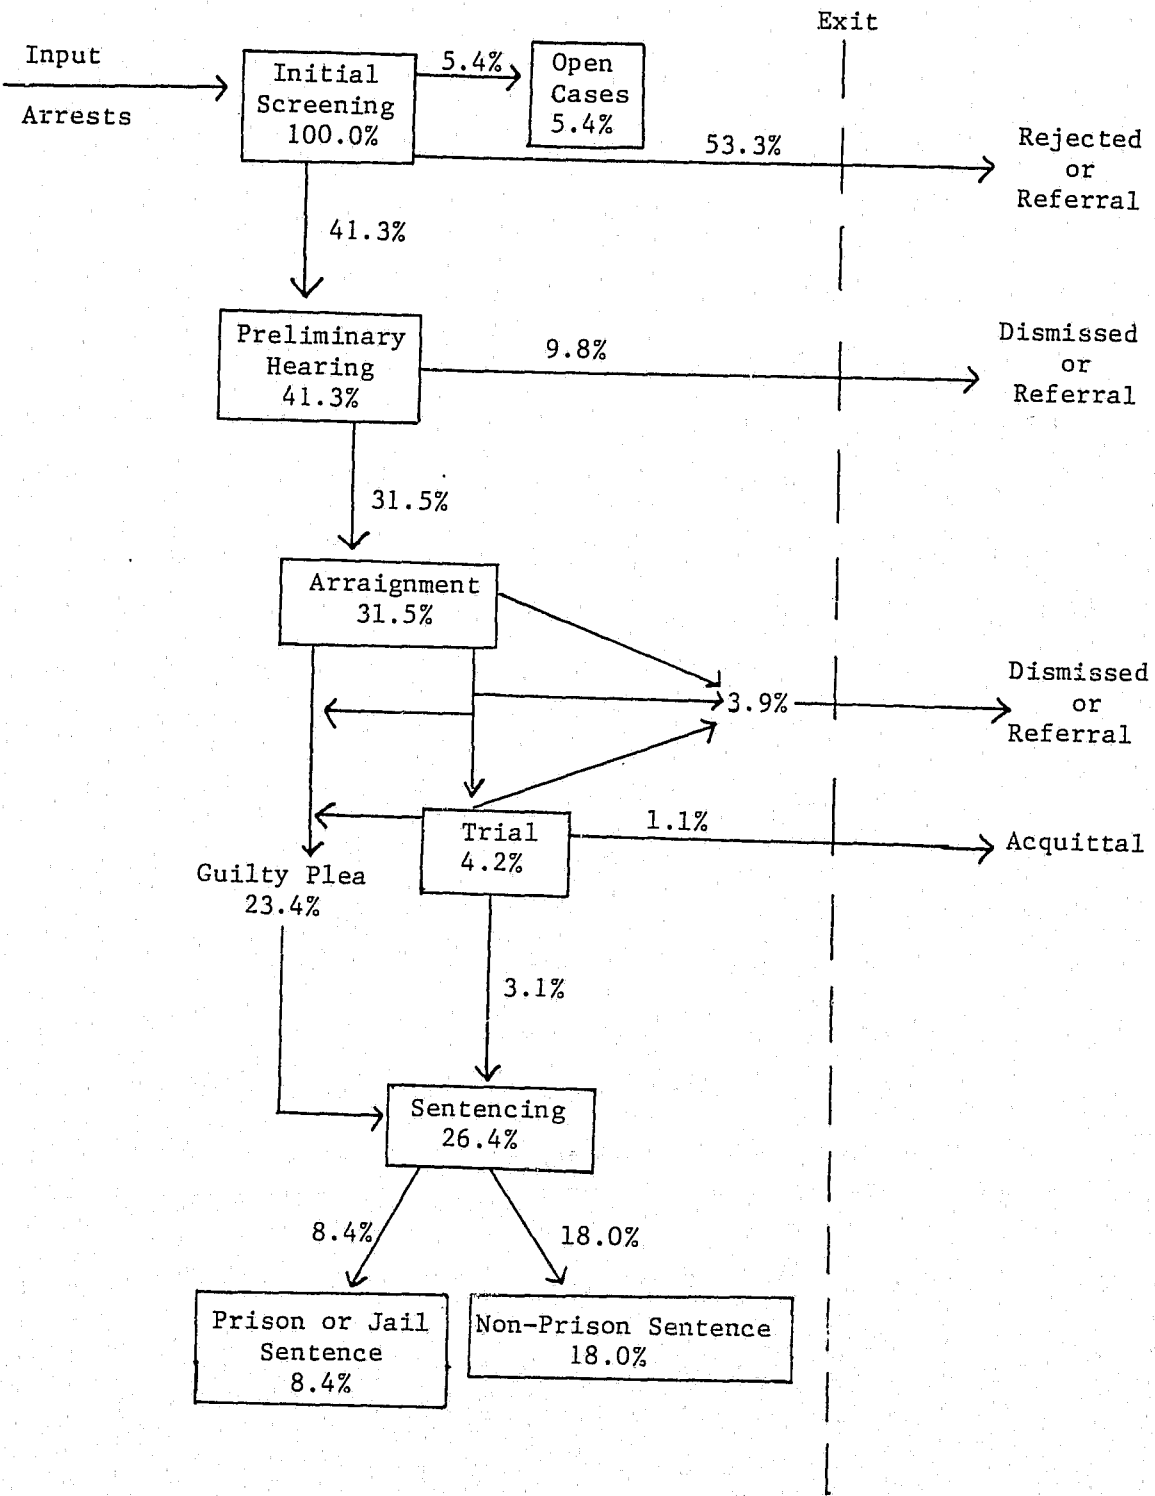 Exit
Input
Arrests
Initial
Screening
100.0%
5.4%
Open
Cases
5.4%
53.3%
Rejected
or
Referral
41.3%
Preliminary
Hearing
41.3%
9.8%
Dismissed
or
Referral
31.5%
Arraignment
31.5%
3.9%
Dismissed
or
Referral
Trial
4.2%
1.1%
Acquittal
Guilty Plea
23.4%
3.1%
Sentencing
26.4%
8.4%
18.0%
Prison or Jail
Sentence
8.4%
Non-Prison Sentence
18.0%